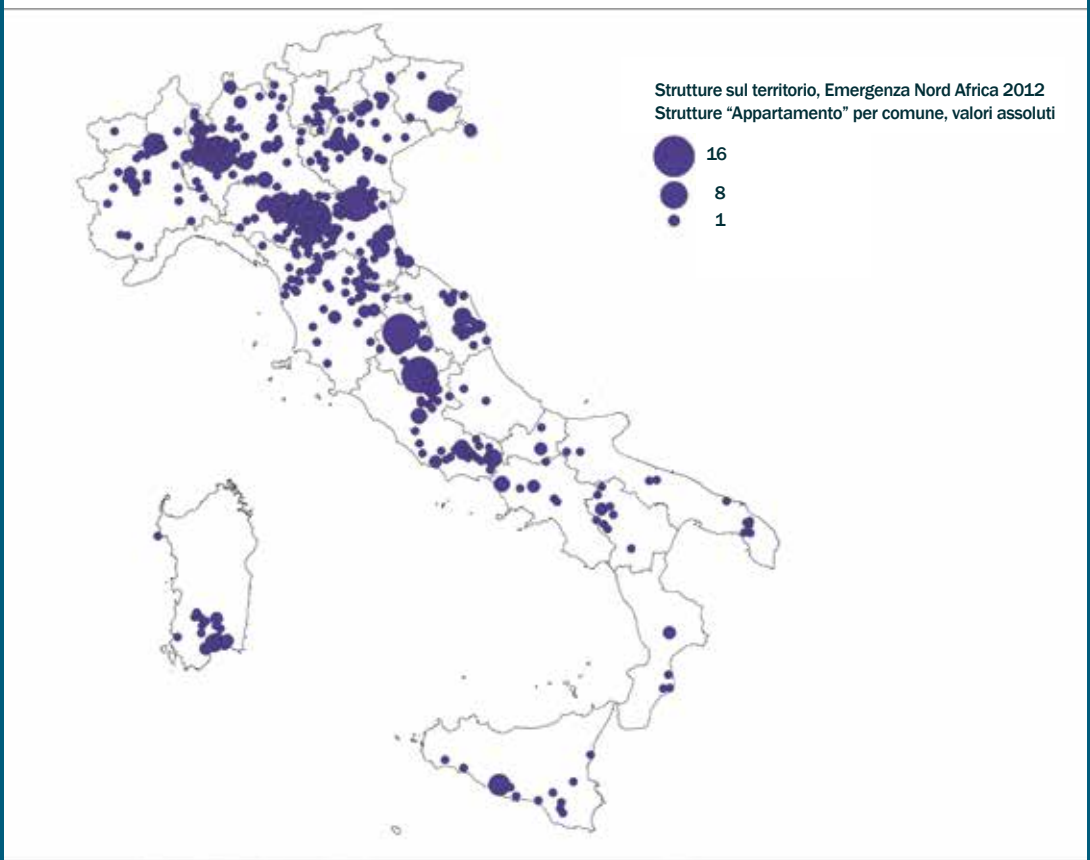 Strutture sul territorio, Emergenza Nord Africa 2012
Strutture “Appartamento” per comune, valori assoluti
16
8
1